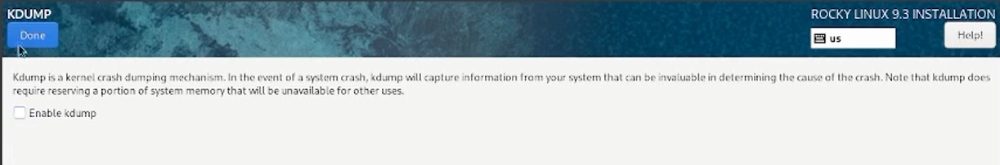 KDUMP
ROCKY LINUX 9.3 INSTALLATION
Done
us
Help!
Kdump is a kernel crash dumping mechanism. In the event of a system crash, kdump will capture information from your system that can be invaluable in determining the cause of the crash. Note that kdump does
require reserving a portion of system memory that will be unavailable for other uses.
Enable kdump